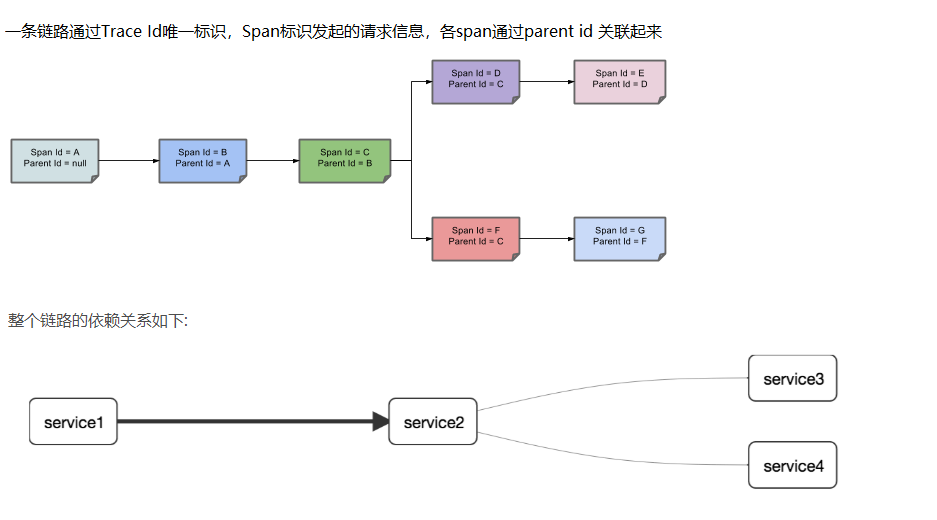 一条链路通过Trace Id唯一标识，Span标识发起的请求信息，各span通过parent id 关联起来
Span Id = A
Parent Id = null
Span Id = B
Parent Id = A
Span Id = C
Parent Id = B
Span Id = D
Parent Id = C
Span Id = E
Parent Id = D
Span Id = F
Parent Id = C
Span Id = G
Parent Id = F
整个链路的依赖关系如下:
service1
service2
service3
service4